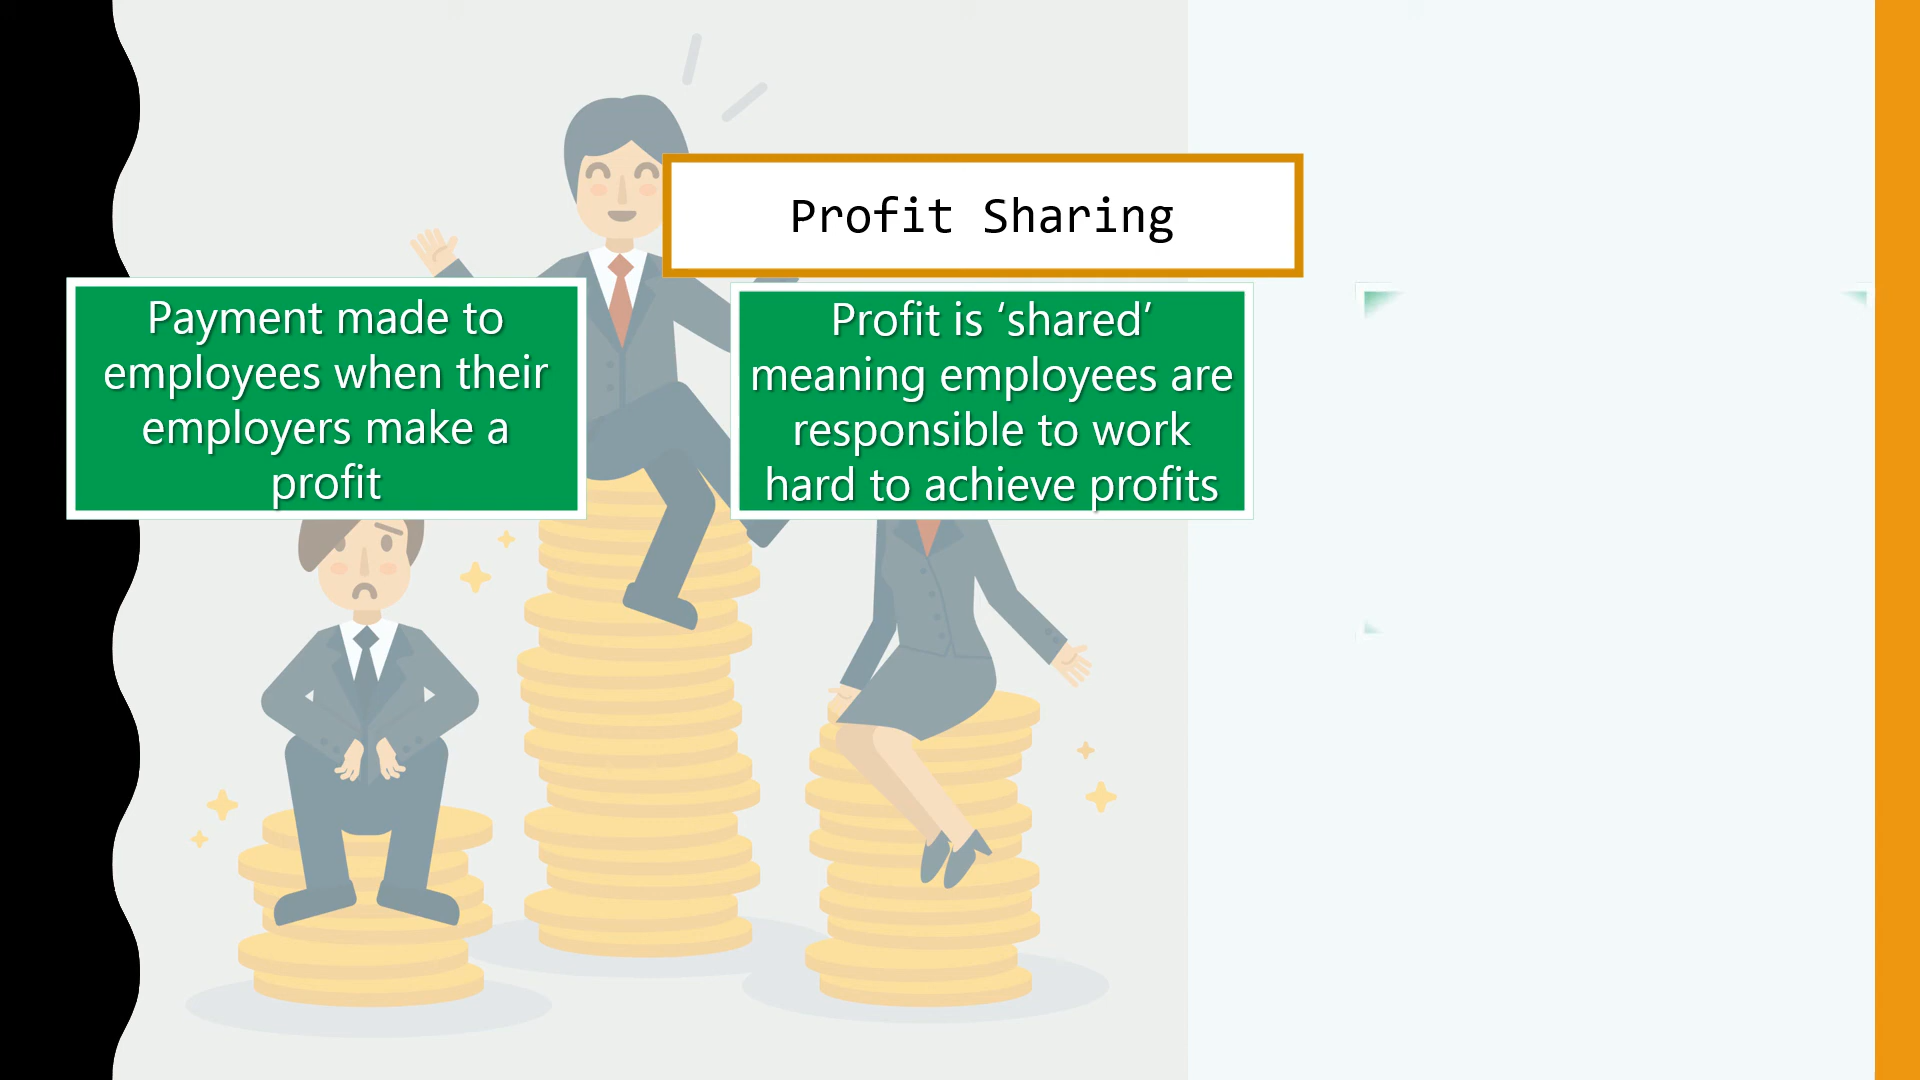 Profit Sharing
Payment made to
employees when their
employers make a
profit
Profit is ‘shared’
meaning employees are
responsible to work
hard to achieve profits